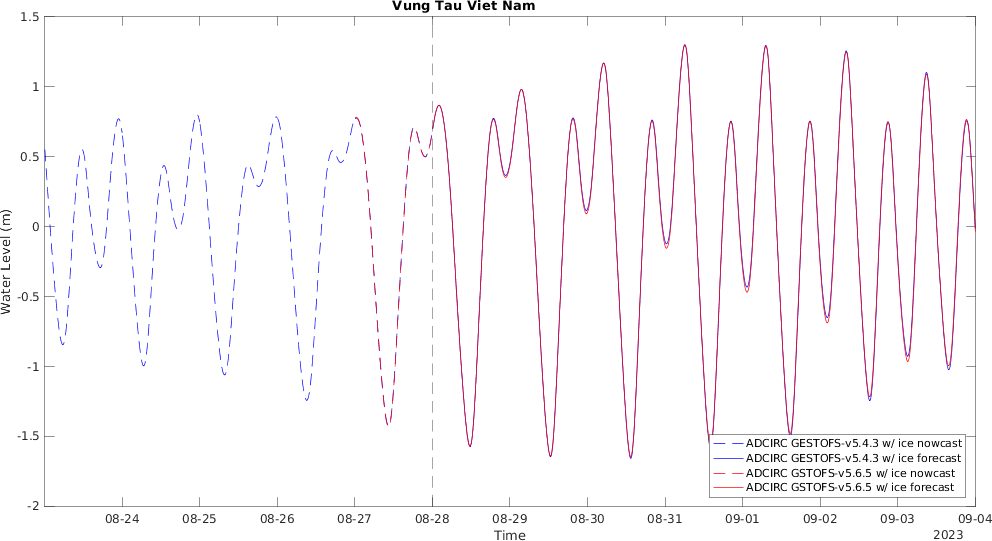 Vung Tau Viet Nam
1.5
1
0.5
0
-0.5
-1
-1.5
-2
Water Level (m)
ADCIRC GESTOFS-v5.4.3 w/ ice nowcast
ADCIRC GESTOFS-v5.4.3 w/ ice forecast
ADCIRC GSTOFS-v5.6.5 w/ ice nowcast
ADCIRC GSTOFS-v5.6.5 w/ ice forecast
08-24 08-25 08-26 08-27 08-28 08-29 08-30 08-31 09-01 09-02 09-03 09-04
Time
2023